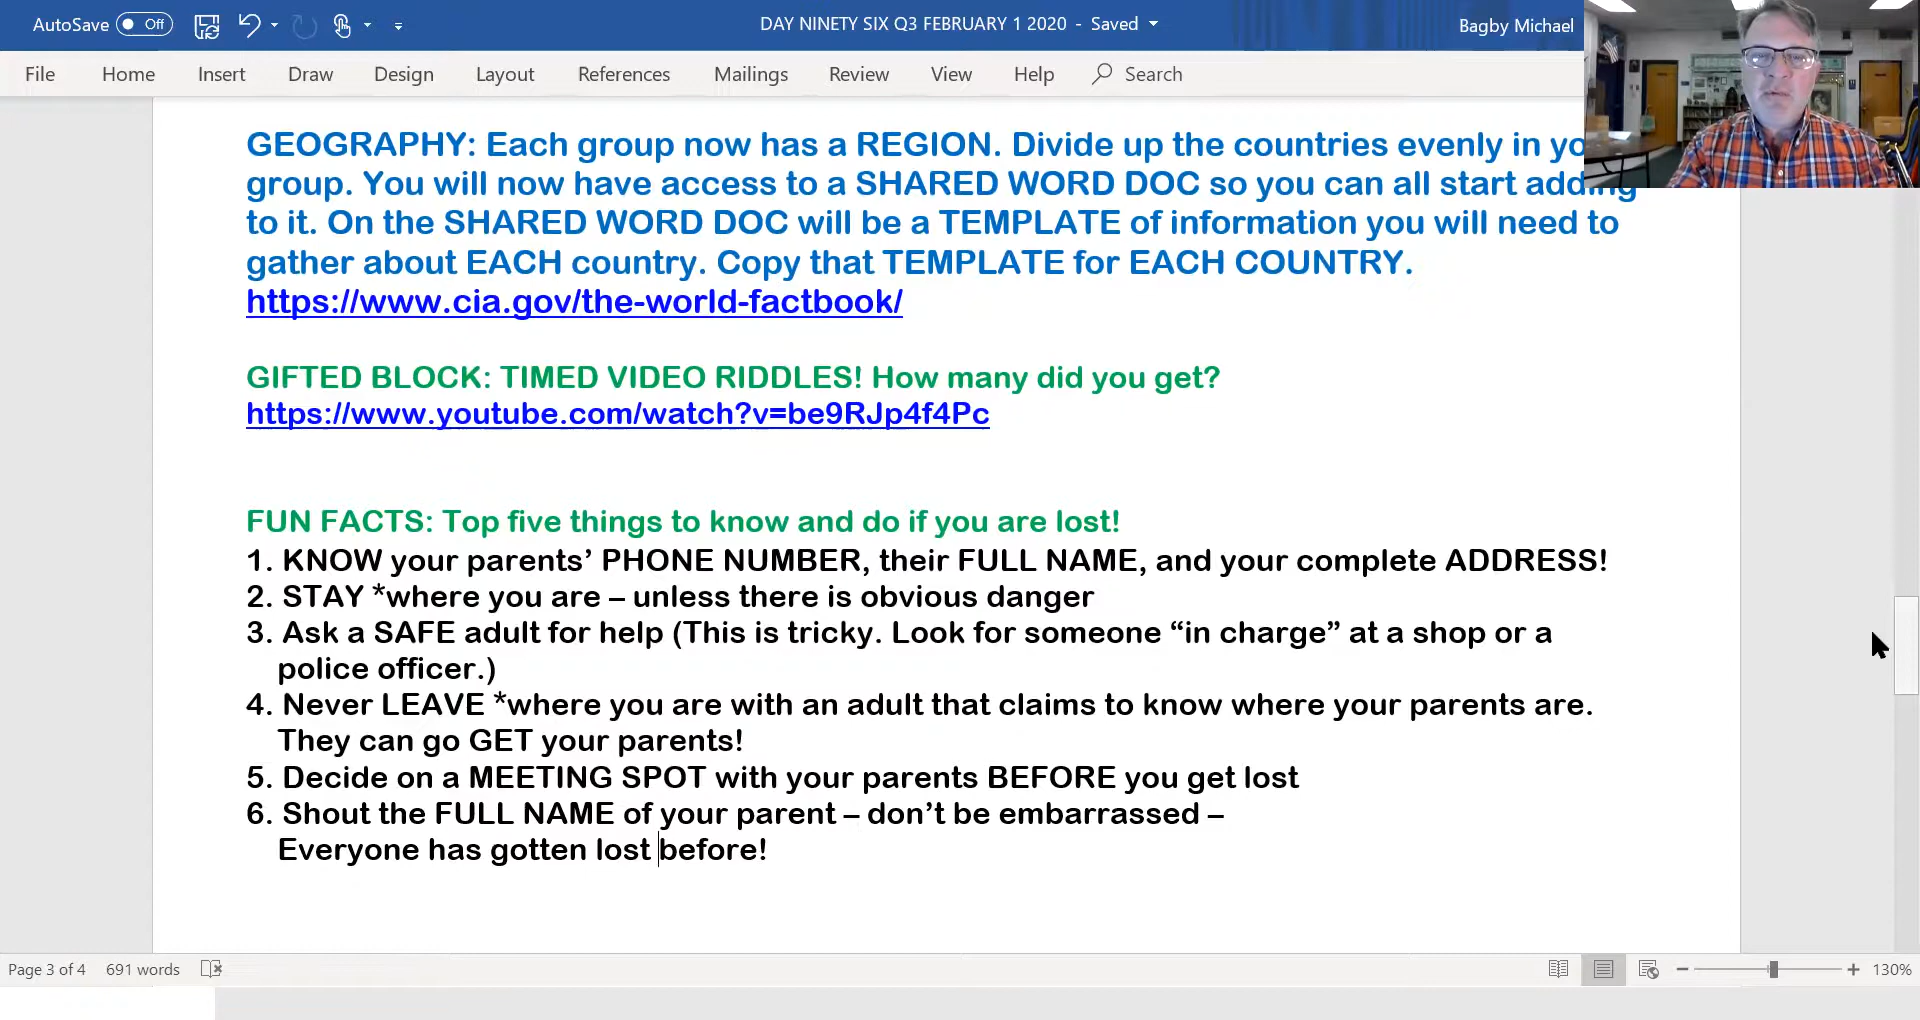 AutoSave Off DAY NINETY SIX Q3 FEBRUARY 1 2020 - Saved Bagby Michael
File Home Insert Draw Design Layout References Mailings Review View Help Search
GEOGRAPHY: Each group now has a REGION. Divide up the countries evenly in
group. You will now have access to a SHARED WORD DOC so you can all start adding
to it. On the SHARED WORD DOC will be a TEMPLATE of information you will need to
gather about EACH country. Copy that TEMPLATE for EACH COUNTRY.
https://www.cia.gov/the-world-factbook/
GIFTED BLOCK: TIMED VIDEO RIDDLES! How many did you get?
https://www.youtube.com/watch?v=be9RJp4f4Pc
FUN FACTS: Top five things to know and do if you are lost!
1. KNOW your parents’ PHONE NUMBER, their FULL NAME, and your complete ADDRESS!
2. STAY *where you are – unless there is obvious danger
3. Ask a SAFE adult for help (This is tricky. Look for someone “in charge” at a shop or a
police officer.)
4. Never LEAVE *where you are with an adult that claims to know where your parents are.
They can go GET your parents!
5. Decide on a MEETING SPOT with your parents BEFORE you get lost
6. Shout the FULL NAME of your parent – don’t be embarrassed –
Everyone has gotten lost before!
Page 3 of 4 691 words 130%